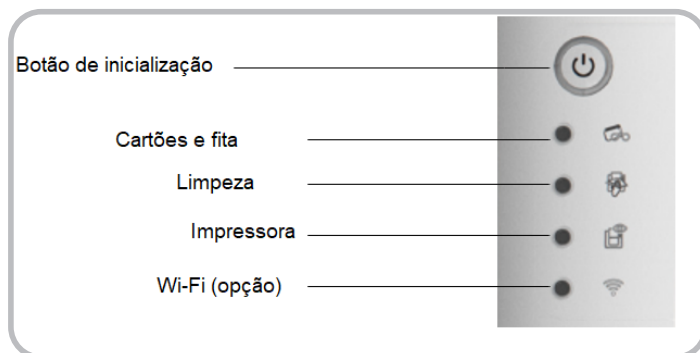 Botão de inicialização
Cartões e fita
Limpeza
Impressora
Wi-Fi (opção)